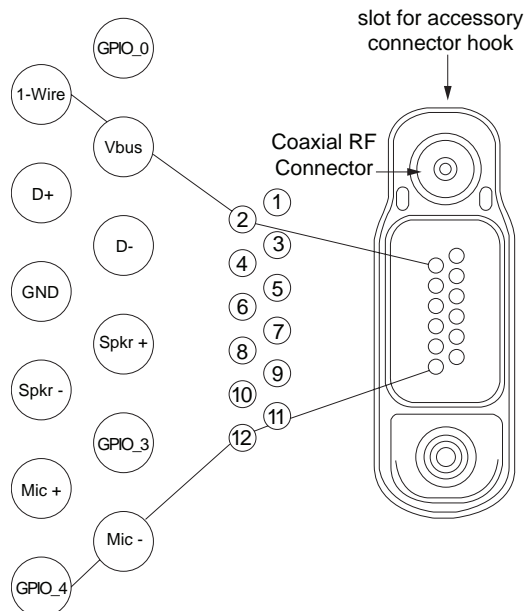 slot for accessory
connector hook
GPIO_0
1-Wire
Vbus
Coaxial RF
Connector
D+
D-
GND
Spkr +
Spkr -
GPIO_3
Mic +
Mic -
GPIO_4
1
2
3
4
5
6
7
8
9
10
11
12